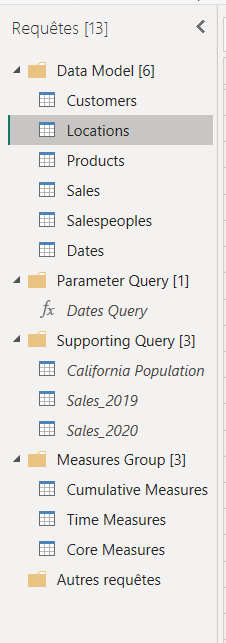 Requêtes [13]
Data Model [6]
Customers
Locations
Products
Sales
Salespeoples
Dates
Parameter Query [1]
fx Dates Query
Supporting Query [3]
California Population
Sales_2019
Sales_2020
Measures Group [3]
Cumulative Measures
Time Measures
Core Measures
Autres requêtes